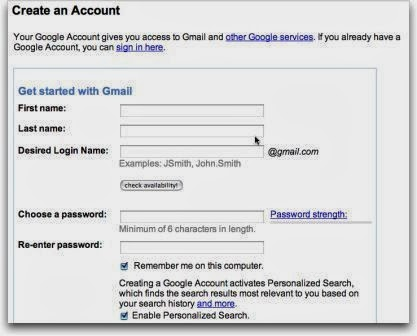 Create an Account
Your Google Account gives you access to Gmail and other Google services. If you already have a
Google Account, you can sign in here.
Get started with Gmail
First name:
Last name:
Desired Login Name: @gmail.com
Examples: JSmith, John.Smith
check availability!
Choose a password: Password strength:
Minimum of 6 characters in length.
Re-enter password:
Remember me on this computer.
Creating a Google Account activates Personalized Search,
which finds the search results most relevant to you based on
your search history and more.
Enable Personalized Search.